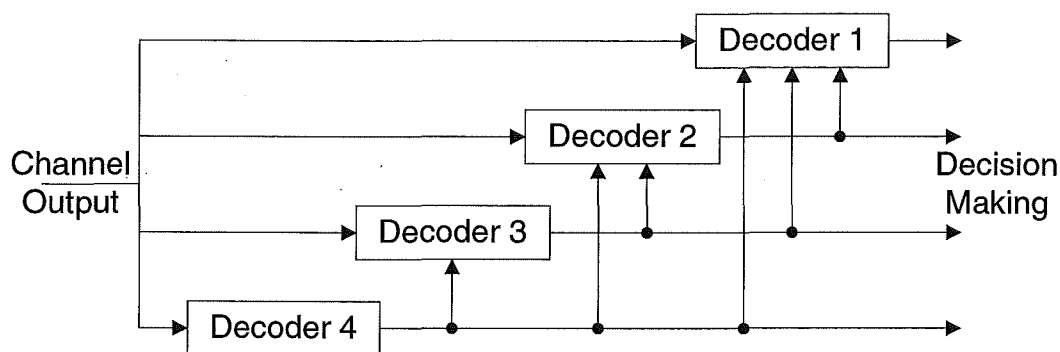 Decoder 1
Decoder 2
Channel
Output
Decision
Making
Decoder 3
Decoder 4